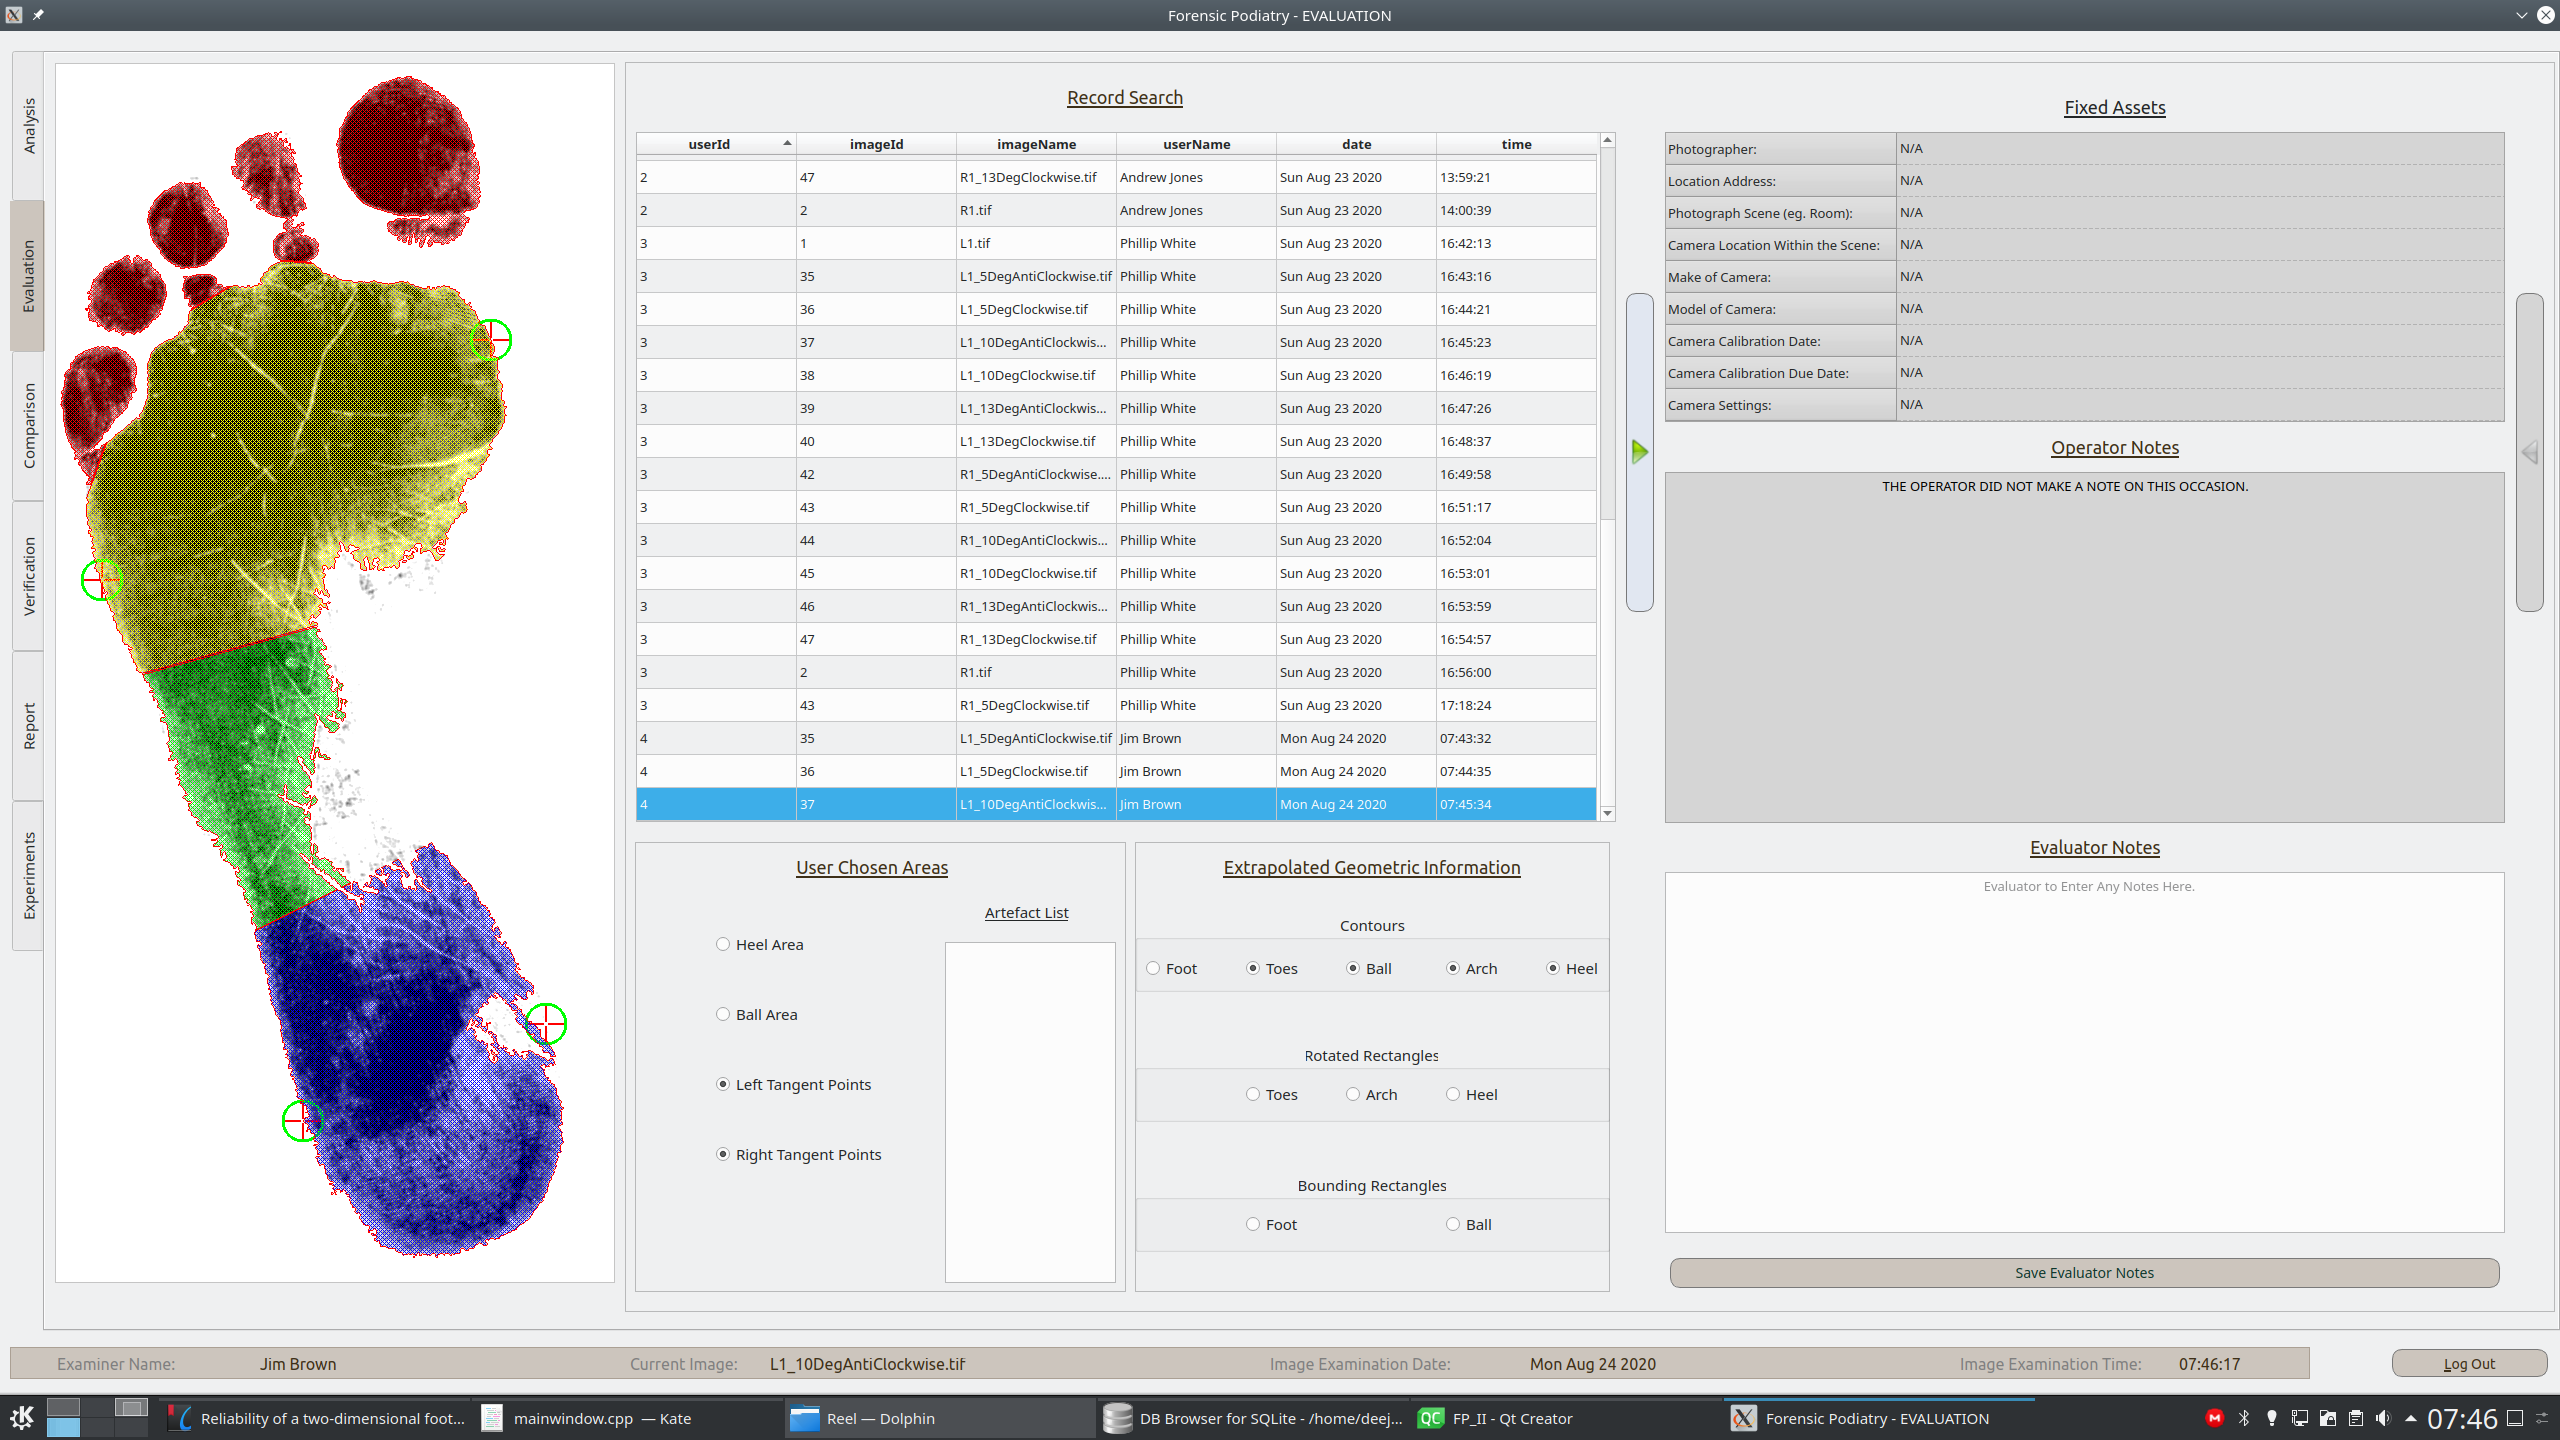 Forensic Podiatry - EVALUATION
Analysis
Evaluation
Comparison
Verification
Report
Experiments
Record Search
userId imageId imageName userName date time
2 47 R1_13DegClockwise.tif Andrew Jones Sun Aug 23 2020 13:59:21
2 2 R1.tif Andrew Jones Sun Aug 23 2020 14:00:39
3 1 L1.tif Phillip White Sun Aug 23 2020 16:42:13
3 35 L1_5DegAntiClockwise.tif Phillip White Sun Aug 23 2020 16:43:16
3 36 L1_5DegClockwise.tif Phillip White Sun Aug 23 2020 16:44:21
3 37 L1_10DegAntiClockwis... Phillip White Sun Aug 23 2020 16:45:23
3 38 L1_10DegClockwise.tif Phillip White Sun Aug 23 2020 16:46:19
3 39 L1_13DegAntiClockwis... Phillip White Sun Aug 23 2020 16:47:26
3 40 L1_13DegClockwise.tif Phillip White Sun Aug 23 2020 16:48:37
3 42 R1_5DegAntiClockwise.... Phillip White Sun Aug 23 2020 16:49:58
3 43 R1_5DegClockwise.tif Phillip White Sun Aug 23 2020 16:51:17
3 44 R1_10DegAntiClockwis... Phillip White Sun Aug 23 2020 16:52:04
3 45 R1_10DegClockwise.tif Phillip White Sun Aug 23 2020 16:53:01
3 46 R1_13DegAntiClockwis... Phillip White Sun Aug 23 2020 16:53:59
3 47 R1_13DegClockwise.tif Phillip White Sun Aug 23 2020 16:54:57
3 2 R1.tif Phillip White Sun Aug 23 2020 16:56:00
3 43 R1_5DegClockwise.tif Phillip White Sun Aug 23 2020 17:18:24
4 35 L1_5DegAntiClockwise.tif Jim Brown Mon Aug 24 2020 07:43:32
4 36 L1_5DegClockwise.tif Jim Brown Mon Aug 24 2020 07:44:35
4 37 L1_10DegAntiClockwis... Jim Brown Mon Aug 24 2020 07:45:34
User Chosen Areas
Artefact List
Heel Area
Ball Area
Left Tangent Points
Right Tangent Points
Extrapolated Geometric Information
Contours
Foot Toes Ball Arch Heel
Rotated Rectangles
Toes Arch Heel
Bounding Rectangles
Foot Ball
Fixed Assets
Photographer: N/A
Location Address: N/A
Photograph Scene (eg. Room): N/A
Camera Location Within the Scene: N/A
Make of Camera: N/A
Model of Camera: N/A
Camera Calibration Date: N/A
Camera Calibration Due Date: N/A
Camera Settings: N/A
Operator Notes
THE OPERATOR DID NOT MAKE A NOTE ON THIS OCCASION.
Evaluator Notes
Evaluator to Enter Any Notes Here.
Save Evaluator Notes
Examiner Name: Jim Brown Current Image: L1_10DegAntiClockwise.tif Image Examination Date: Mon Aug 24 2020 Image Examination Time: 07:46:17
Log Out
Reliability of a two-dimensional foot... mainwindow.cpp — Kate Reel — Dolphin DB Browser for SQLite - /home/deej... QC FP_II - Qt Creator Forensic Podiatry - EVALUATION 07:46